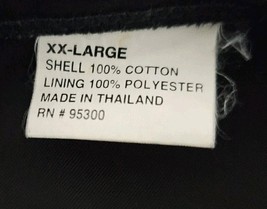 XX-LARGE
SHELL 100% COTTON
LINING 100% POLYESTER
MADE IN THAILAND
RN # 95300